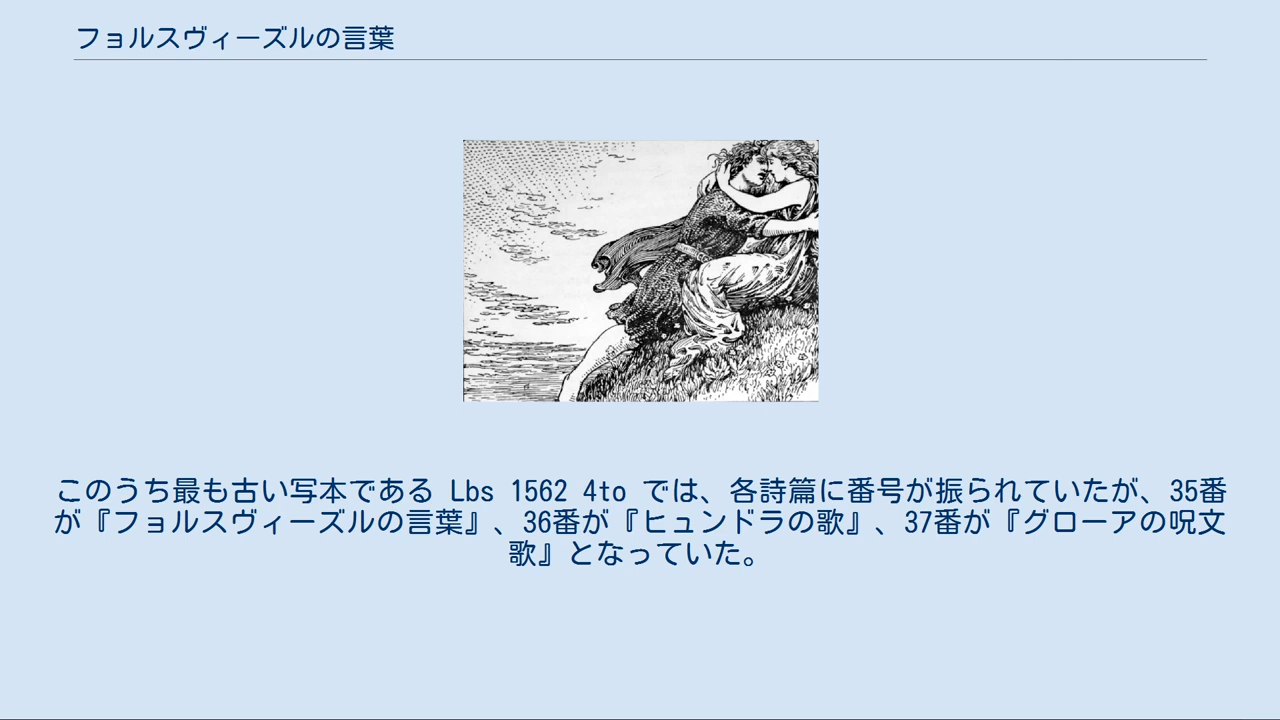 フョルスヴィーズルの言葉
このうち最も古い写本である Lbs 1562 4to では、各詩篇に番号が振られていたが、35番
が『フョルスヴィーズルの言葉』、36番が『ヒュンドラの歌』、37番が『グローアの呪文
歌』となっていた。